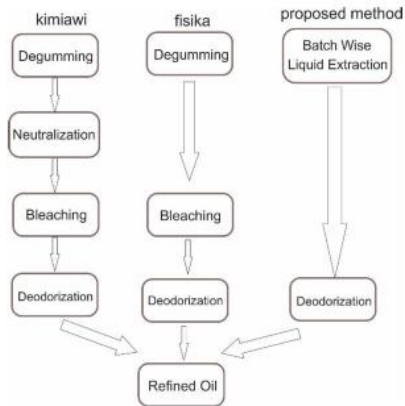 kimiawi
fisika
proposed method
Degumming
Degumming
Batch Wise
Liquid Extraction
Neutralization
Bleaching
Bleaching
Deodorization
Deodorization
Deodorization
Refined Oil